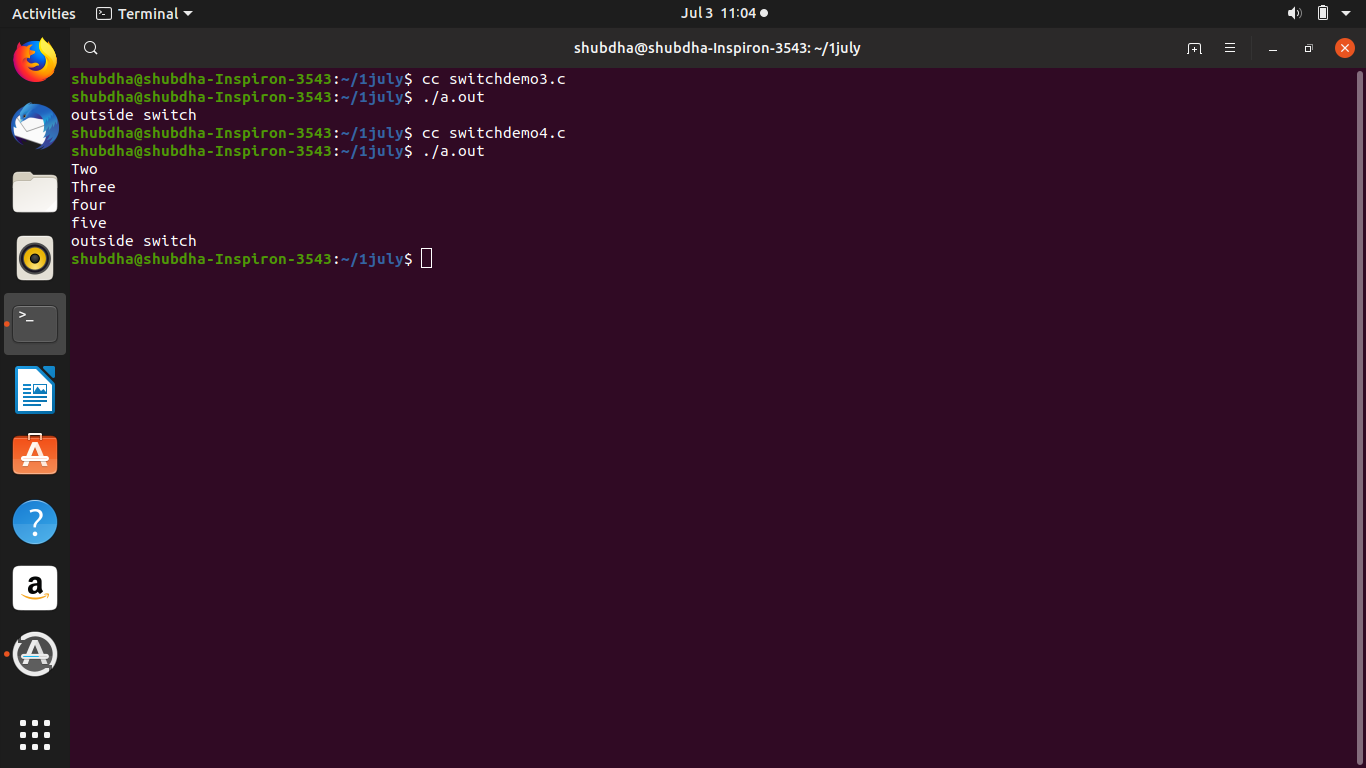 Activities Terminal Jul 3 11:04
shubdha@shubdha-Inspiron-3543: ~/1july
shubdha@shubdha-Inspiron-3543:~/1july$ cc switchdemo3.c
shubdha@shubdha-Inspiron-3543:~/1july$ ./a.out
outside switch
shubdha@shubdha-Inspiron-3543:~/1july$ cc switchdemo4.c
shubdha@shubdha-Inspiron-3543:~/1july$ ./a.out
Two
Three
four
five
outside switch
shubdha@shubdha-Inspiron-3543:~/1july$